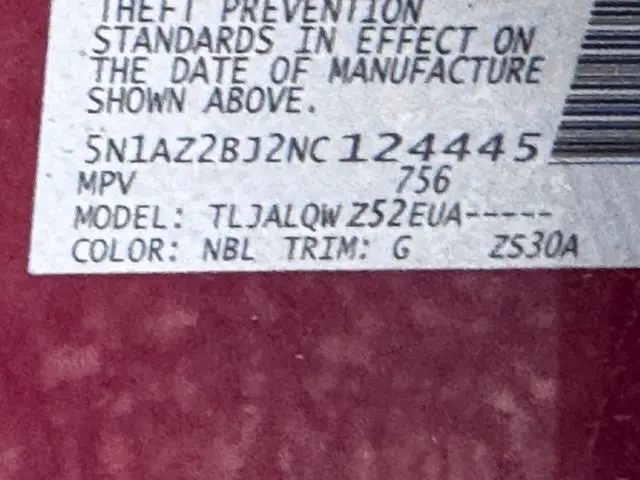 THEFT PREVENTION
STANDARDS IN EFFECT ON
THE DATE OF MANUFACTURE
SHOWN ABOVE.
5N1AZ2BJ2NC124445
MPV 756
MODEL: TLJALQW Z52EUA-----
COLOR: NBL TRIM: G Z530A